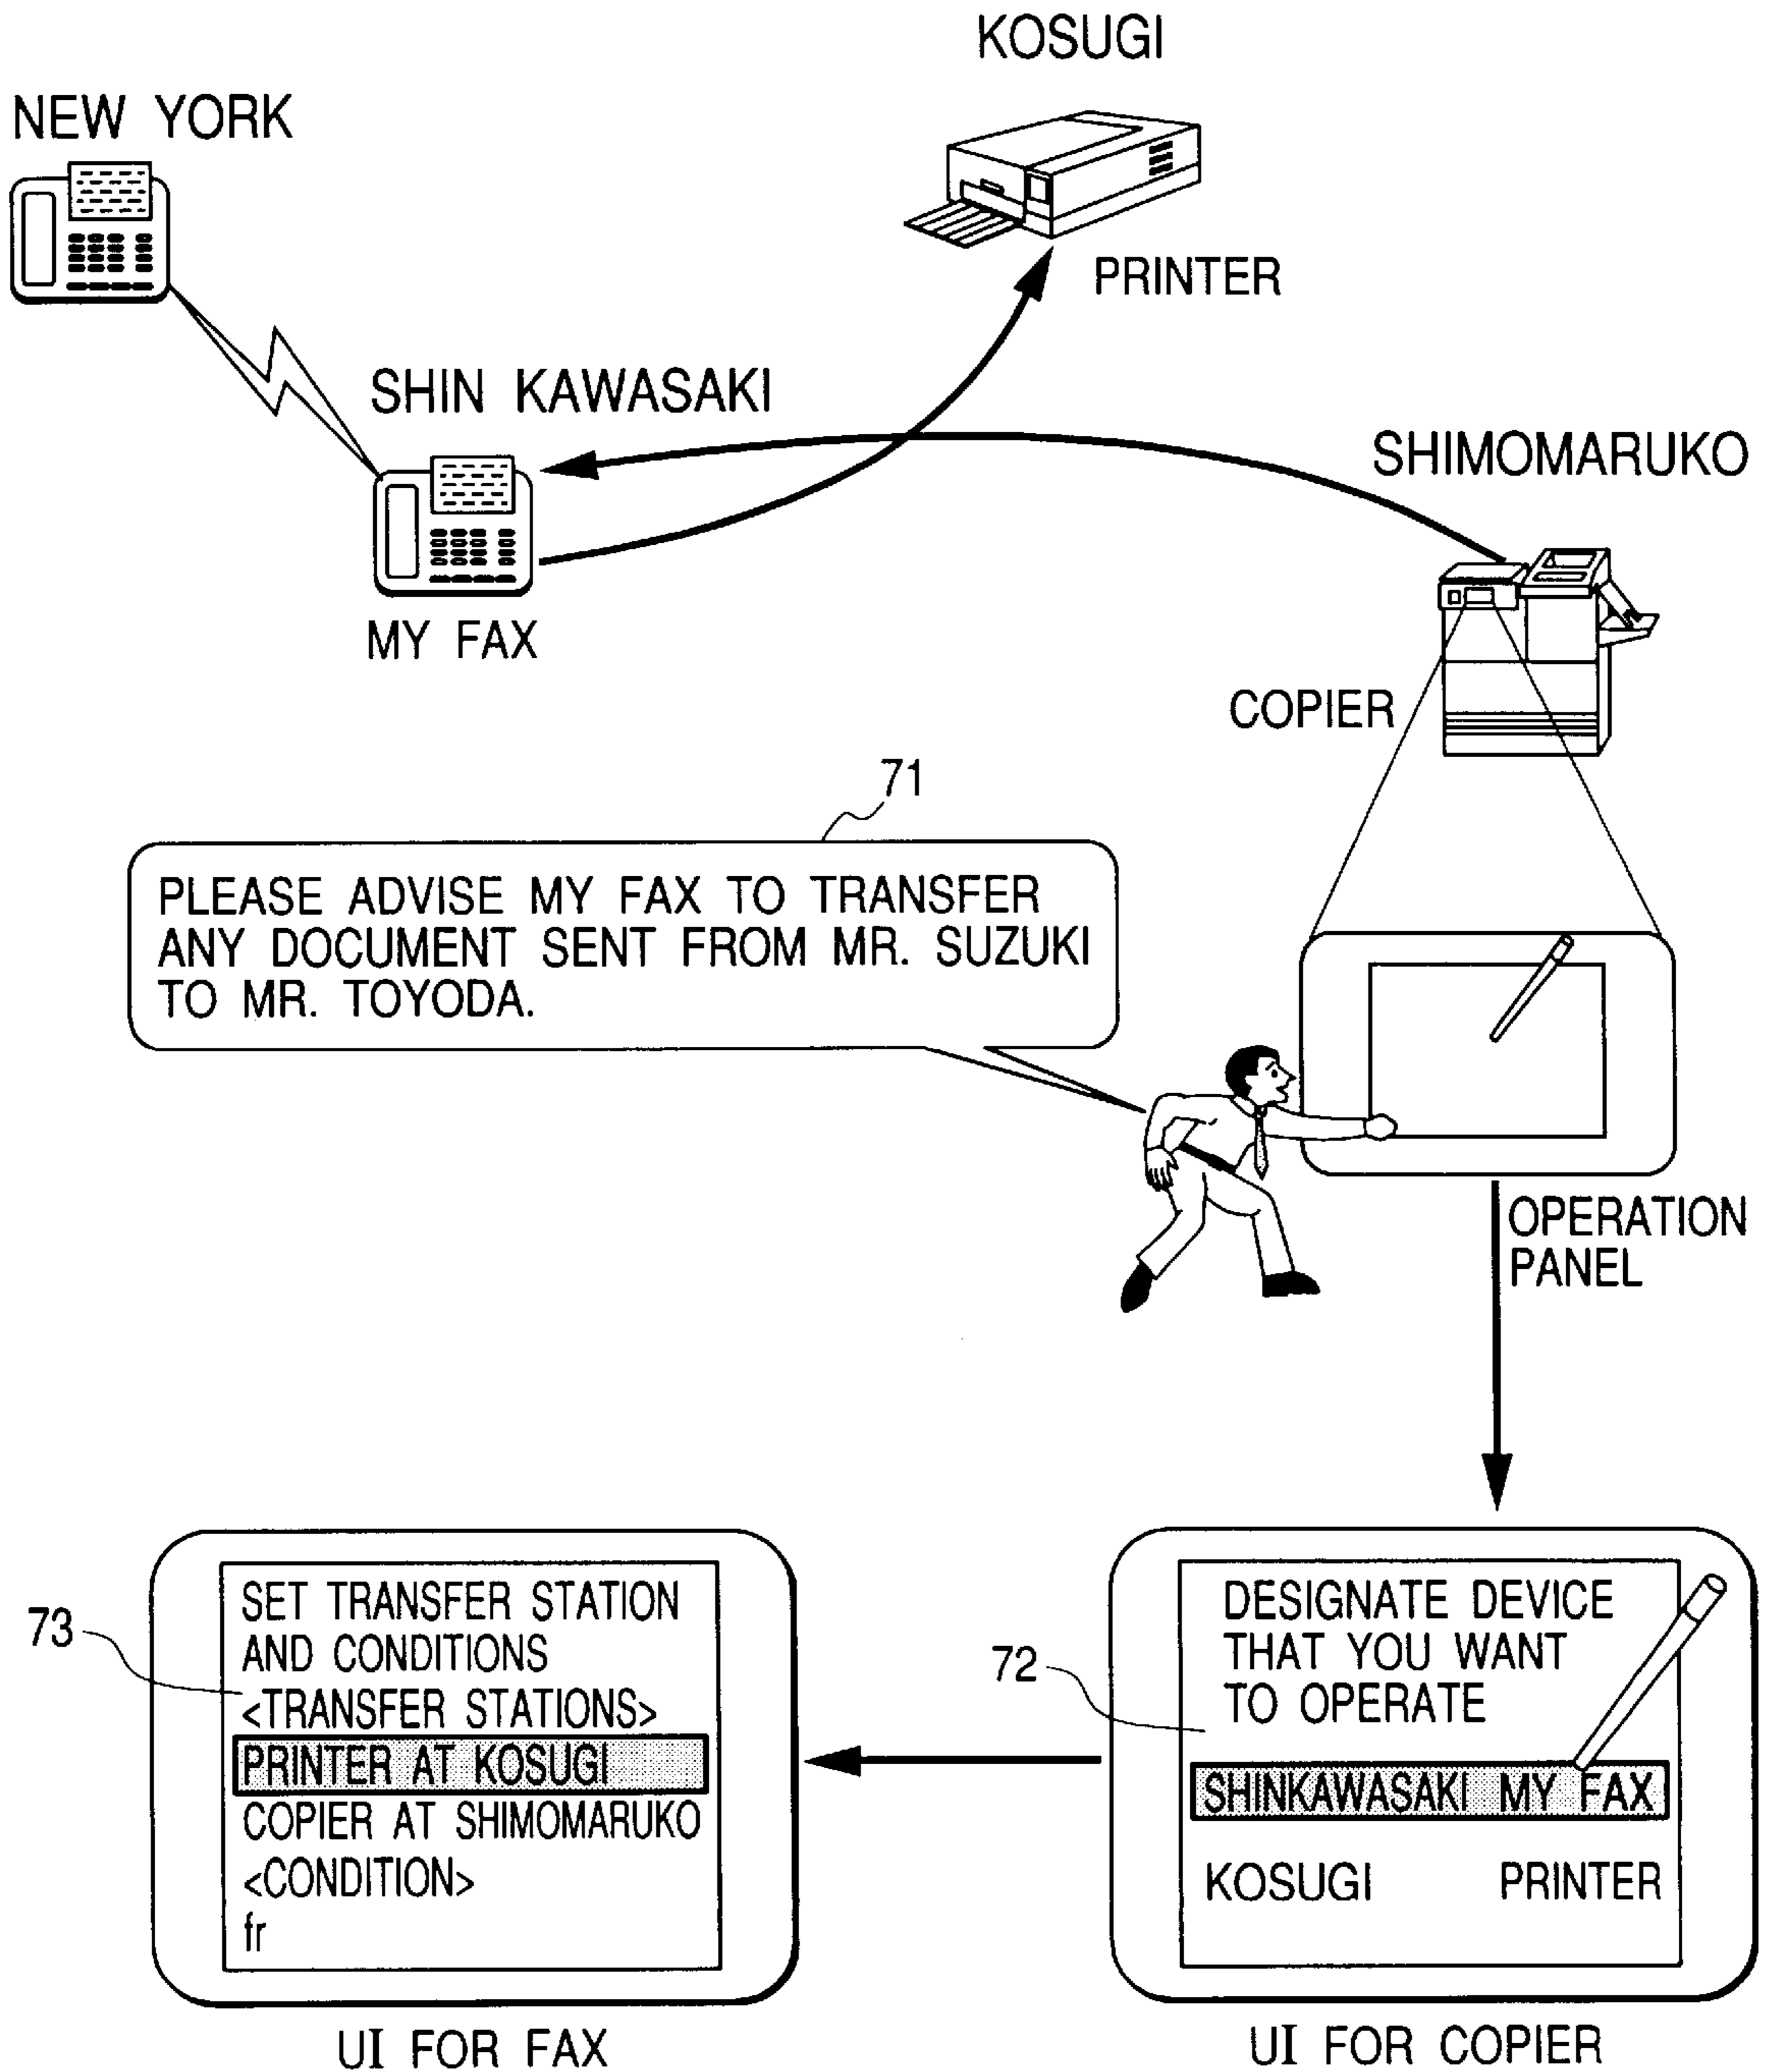 KOSUGI
NEW YORK
PRINTER
SHIN KAWASAKI
SHIMOMARUKO
MY FAX
COPIER
71
PLEASE ADVISE MY FAX TO TRANSFER
ANY DOCUMENT SENT FROM MR. SUZUKI
TO MR. TOYODA.
OPERATION
PANEL
73
SET TRANSFER STATION
AND CONDITIONS
<TRANSFER STATIONS>
PRINTER AT KOSUGI
COPIER AT SHIMOMARUKO
<CONDITION>
fr
UI FOR FAX
72
DESIGNATE DEVICE
THAT YOU WANT
TO OPERATE
SHINKAWASAKI MY FAX
KOSUGI PRINTER
UI FOR COPIER